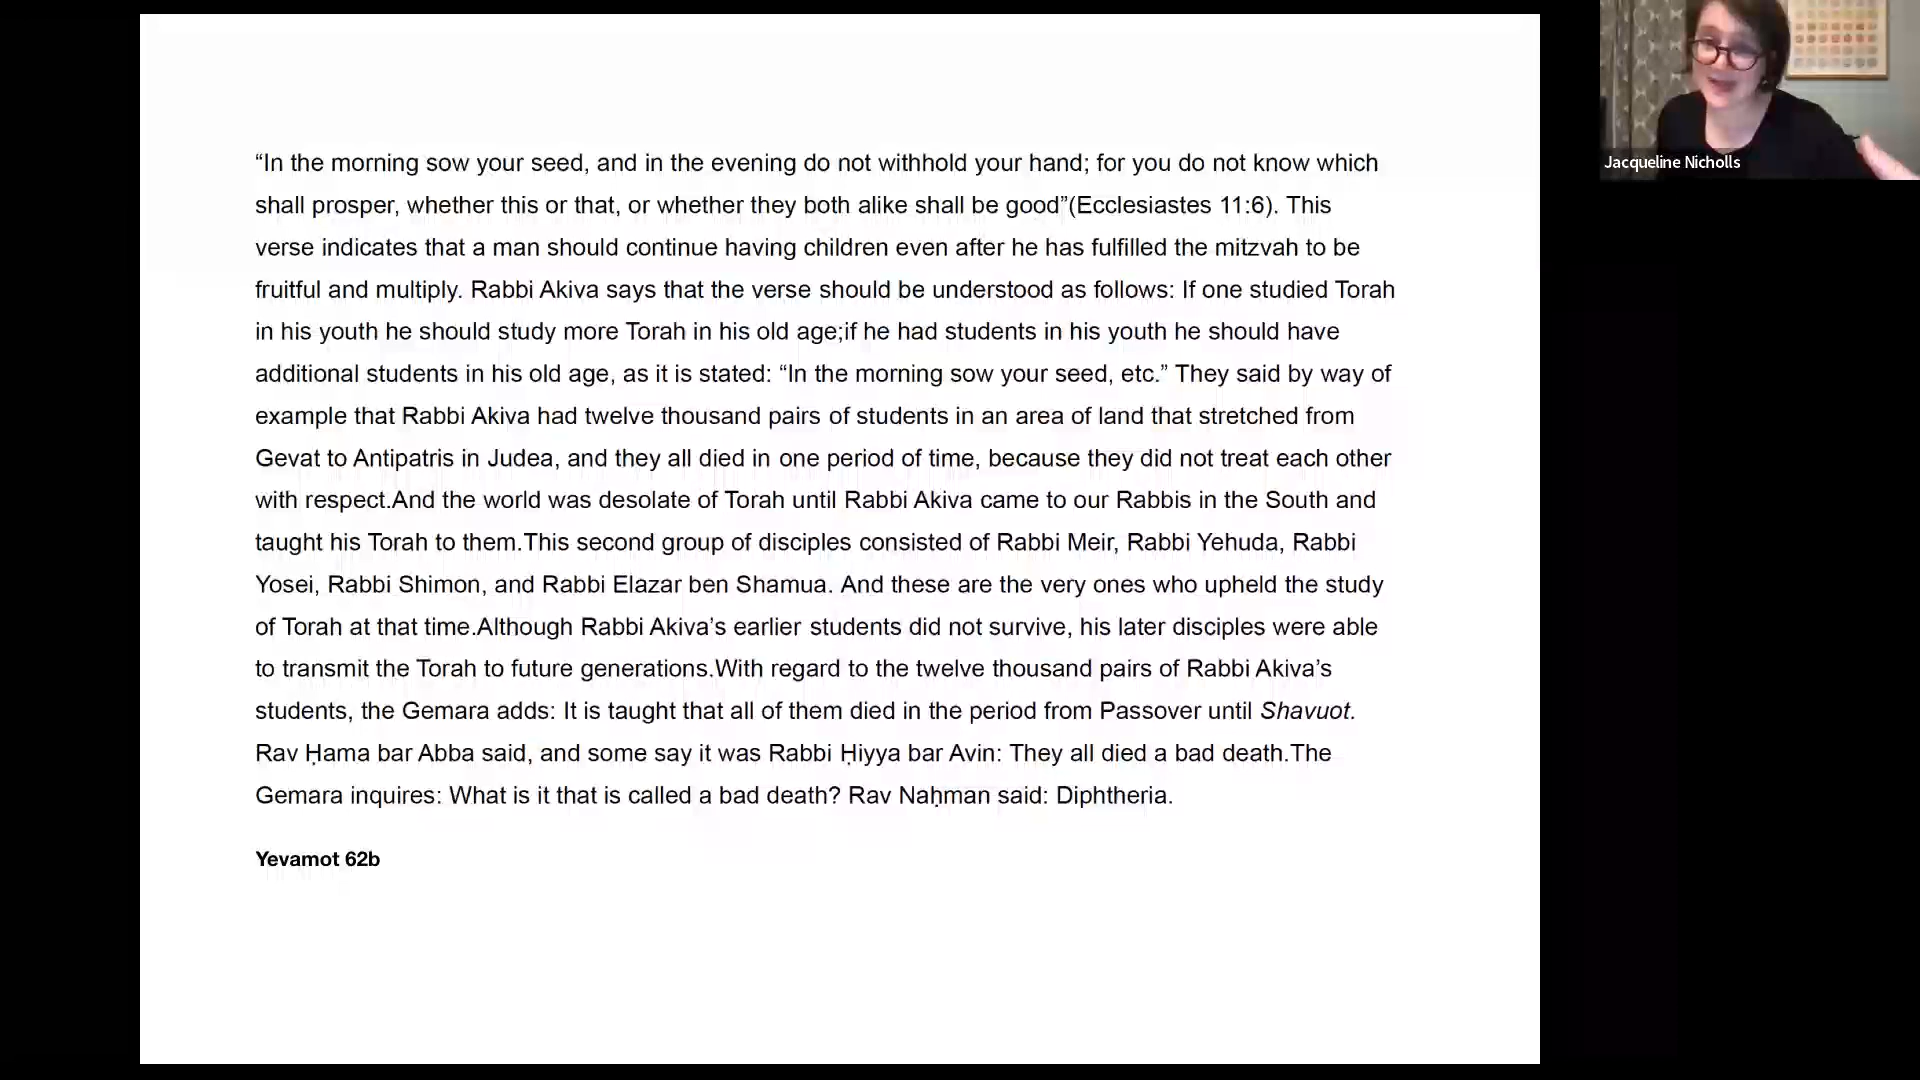 “In the morning sow your seed, and in the evening do not withhold your hand; for you do not know which
shall prosper, whether this or that, or whether they both alike shall be good”(Ecclesiastes 11:6). This
verse indicates that a man should continue having children even after he has fulfilled the mitzvah to be
fruitful and multiply. Rabbi Akiva says that the verse should be understood as follows: If one studied Torah
in his youth he should study more Torah in his old age;if he had students in his youth he should have
additional students in his old age, as it is stated: “In the morning sow your seed, etc.” They said by way of
example that Rabbi Akiva had twelve thousand pairs of students in an area of land that stretched from
Gevat to Antipatris in Judea, and they all died in one period of time, because they did not treat each other
with respect.And the world was desolate of Torah until Rabbi Akiva came to our Rabbis in the South and
taught his Torah to them.This second group of disciples consisted of Rabbi Meir, Rabbi Yehuda, Rabbi
Yosei, Rabbi Shimon, and Rabbi Elazar ben Shamua. And these are the very ones who upheld the study
of Torah at that time.Although Rabbi Akiva’s earlier students did not survive, his later disciples were able
to transmit the Torah to future generations.With regard to the twelve thousand pairs of Rabbi Akiva’s
students, the Gemara adds: It is taught that all of them died in the period from Passover until Shavuot.
Rav Ḥama bar Abba said, and some say it was Rabbi Ḥiyya bar Avin: They all died a bad death.The
Gemara inquires: What is it that is called a bad death? Rav Naḥman said: Diphtheria.
Yevamot 62b
Jacqueline Nicholls